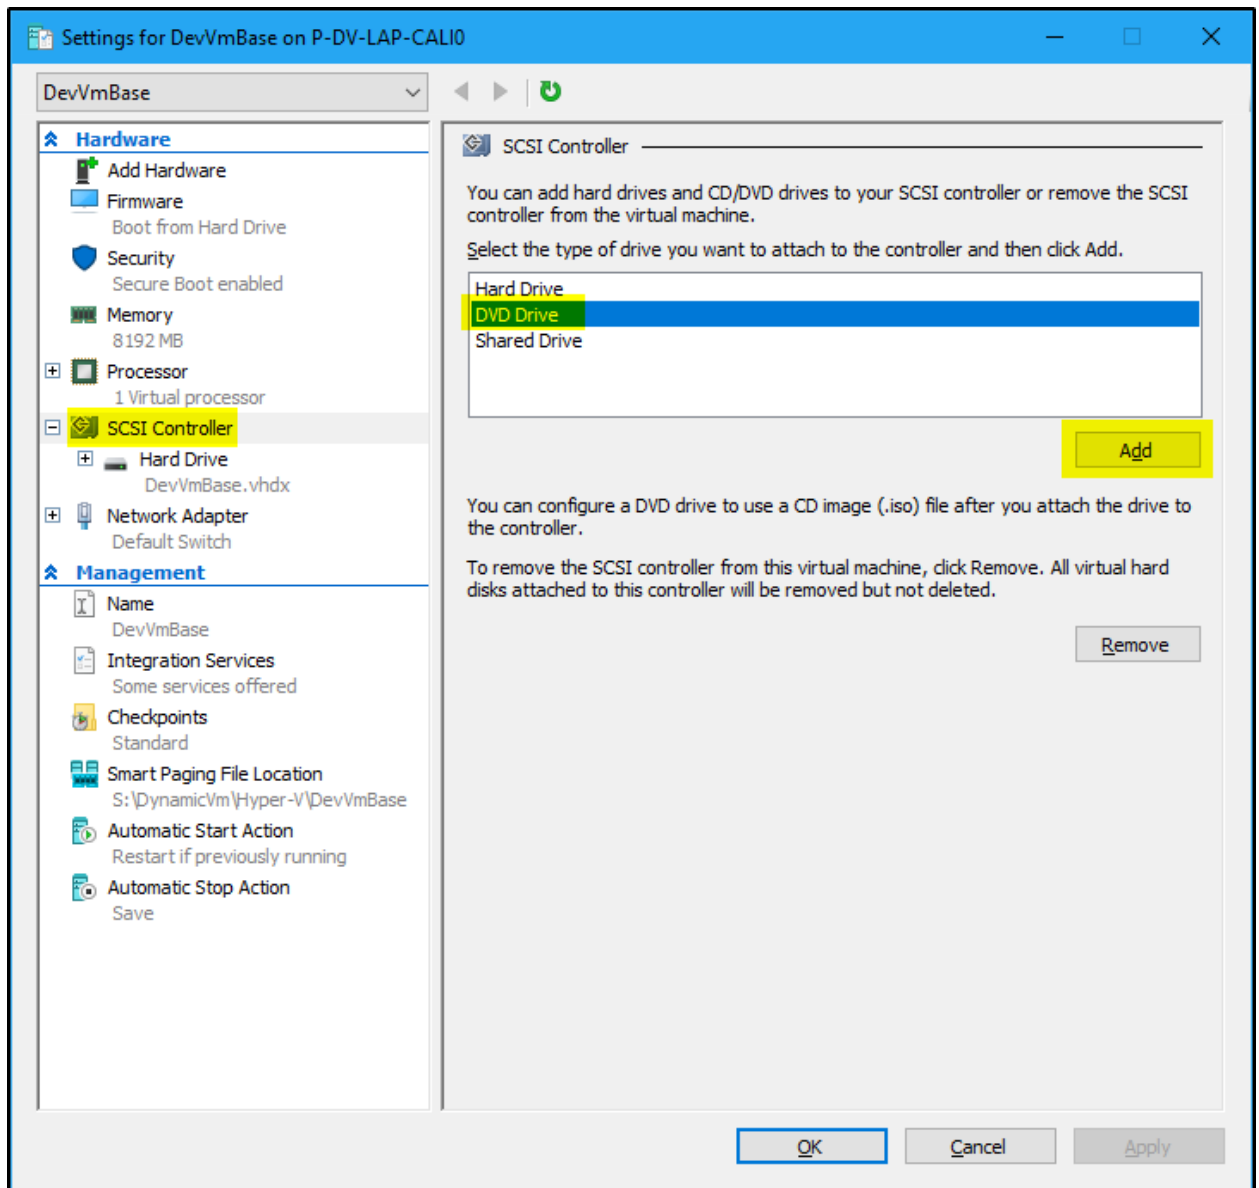 Settings for DevVmBase on P-DV-LAP-CALI0
DevVmBase
Hardware
Add Hardware
Firmware
Boot from Hard Drive
Security
Secure Boot enabled
Memory
8192 MB
Processor
1 Virtual processor
SCSI Controller
Hard Drive
DevVmBase.vhdx
Network Adapter
Default Switch
Management
Name
DevVmBase
Integration Services
Some services offered
Checkpoints
Standard
Smart Paging File Location
S:\DynamicVm\Hyper-V\DevVmBase
Automatic Start Action
Restart if previously running
Automatic Stop Action
Save
SCSI Controller
You can add hard drives and CD/DVD drives to your SCSI controller or remove the SCSI
controller from the virtual machine.
Select the type of drive you want to attach to the controller and then click Add.
Hard Drive
DVD Drive
Shared Drive
Add
You can configure a DVD drive to use a CD image (.iso) file after you attach the drive to
the controller.
To remove the SCSI controller from this virtual machine, click Remove. All virtual hard
disks attached to this controller will be removed but not deleted.
Remove
OK
Cancel
Apply